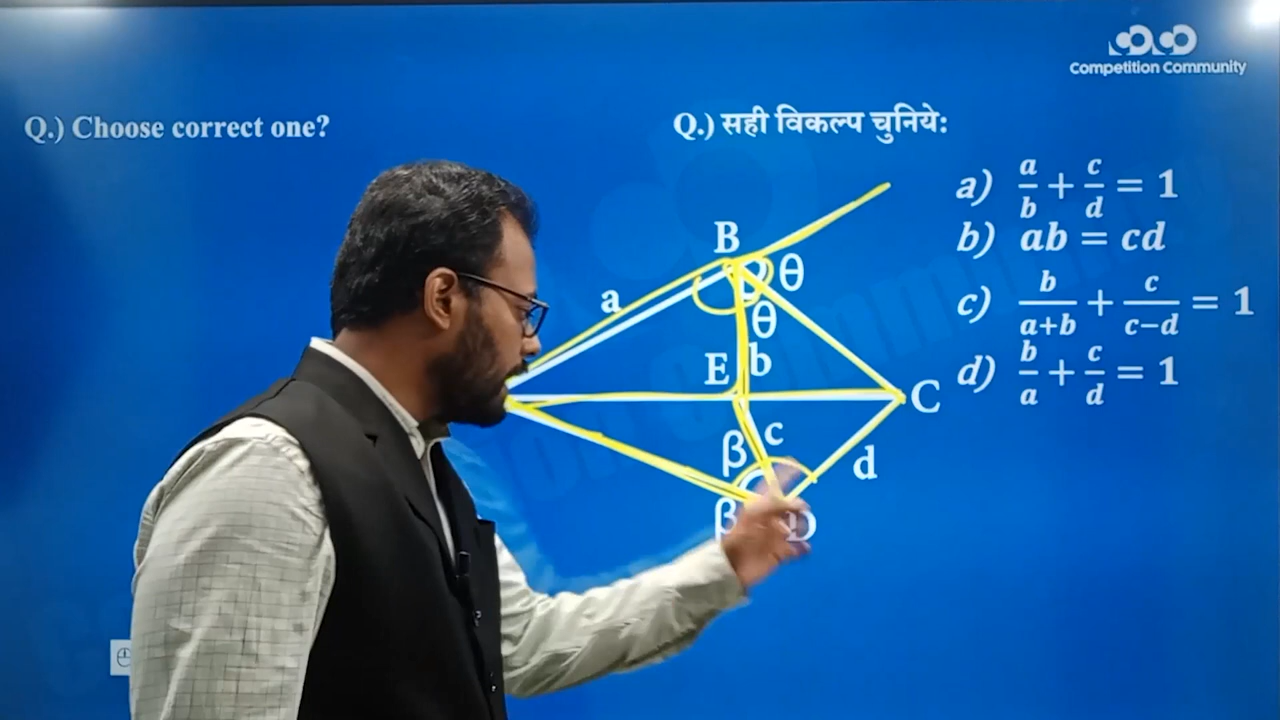 Competition Community
Q.) Choose correct one?
Q.) सही विकल्प चुनिये:
a) a/b + c/d = 1
b) ab = cd
c) b/a+b + c/c−d = 1
d) b/a + c/d = 1
B
θ
a
θ
E
b
C
β
c
d
β
D